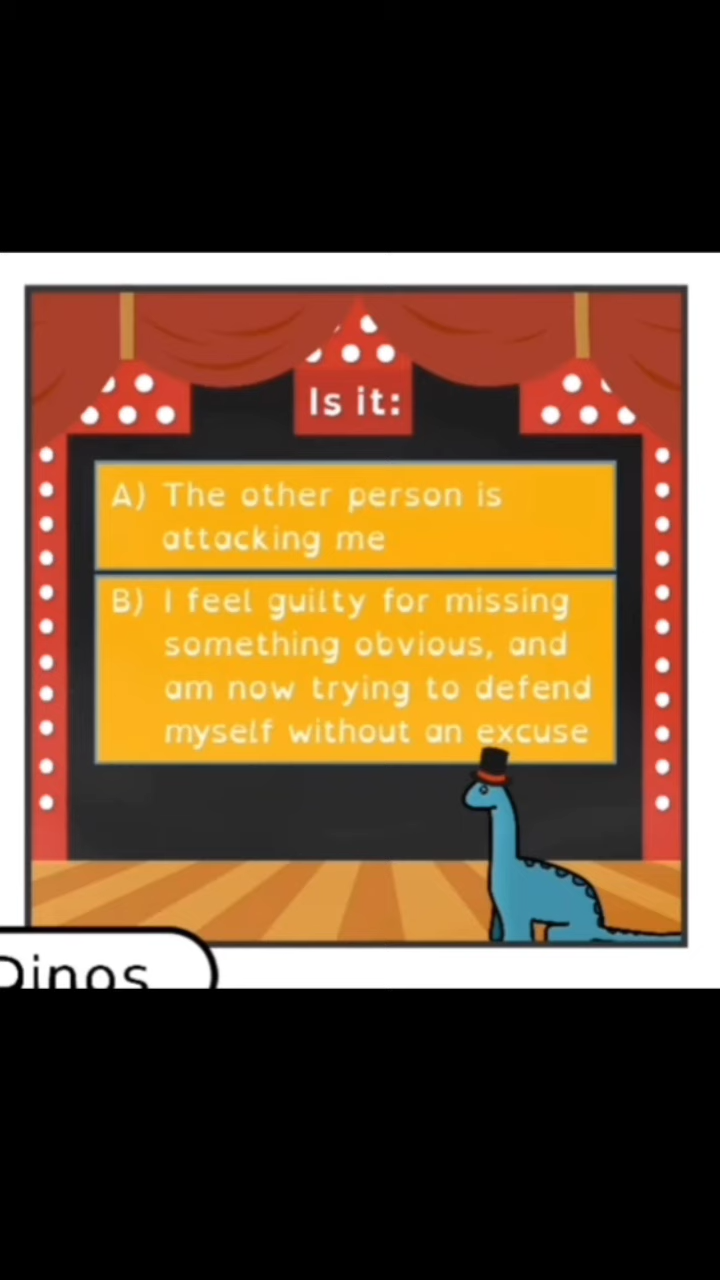 Is it:
A) The other person is
attacking me
B) I feel guilty for missing
something obvious, and
am now trying to defend
myself without an excuse
Dinos